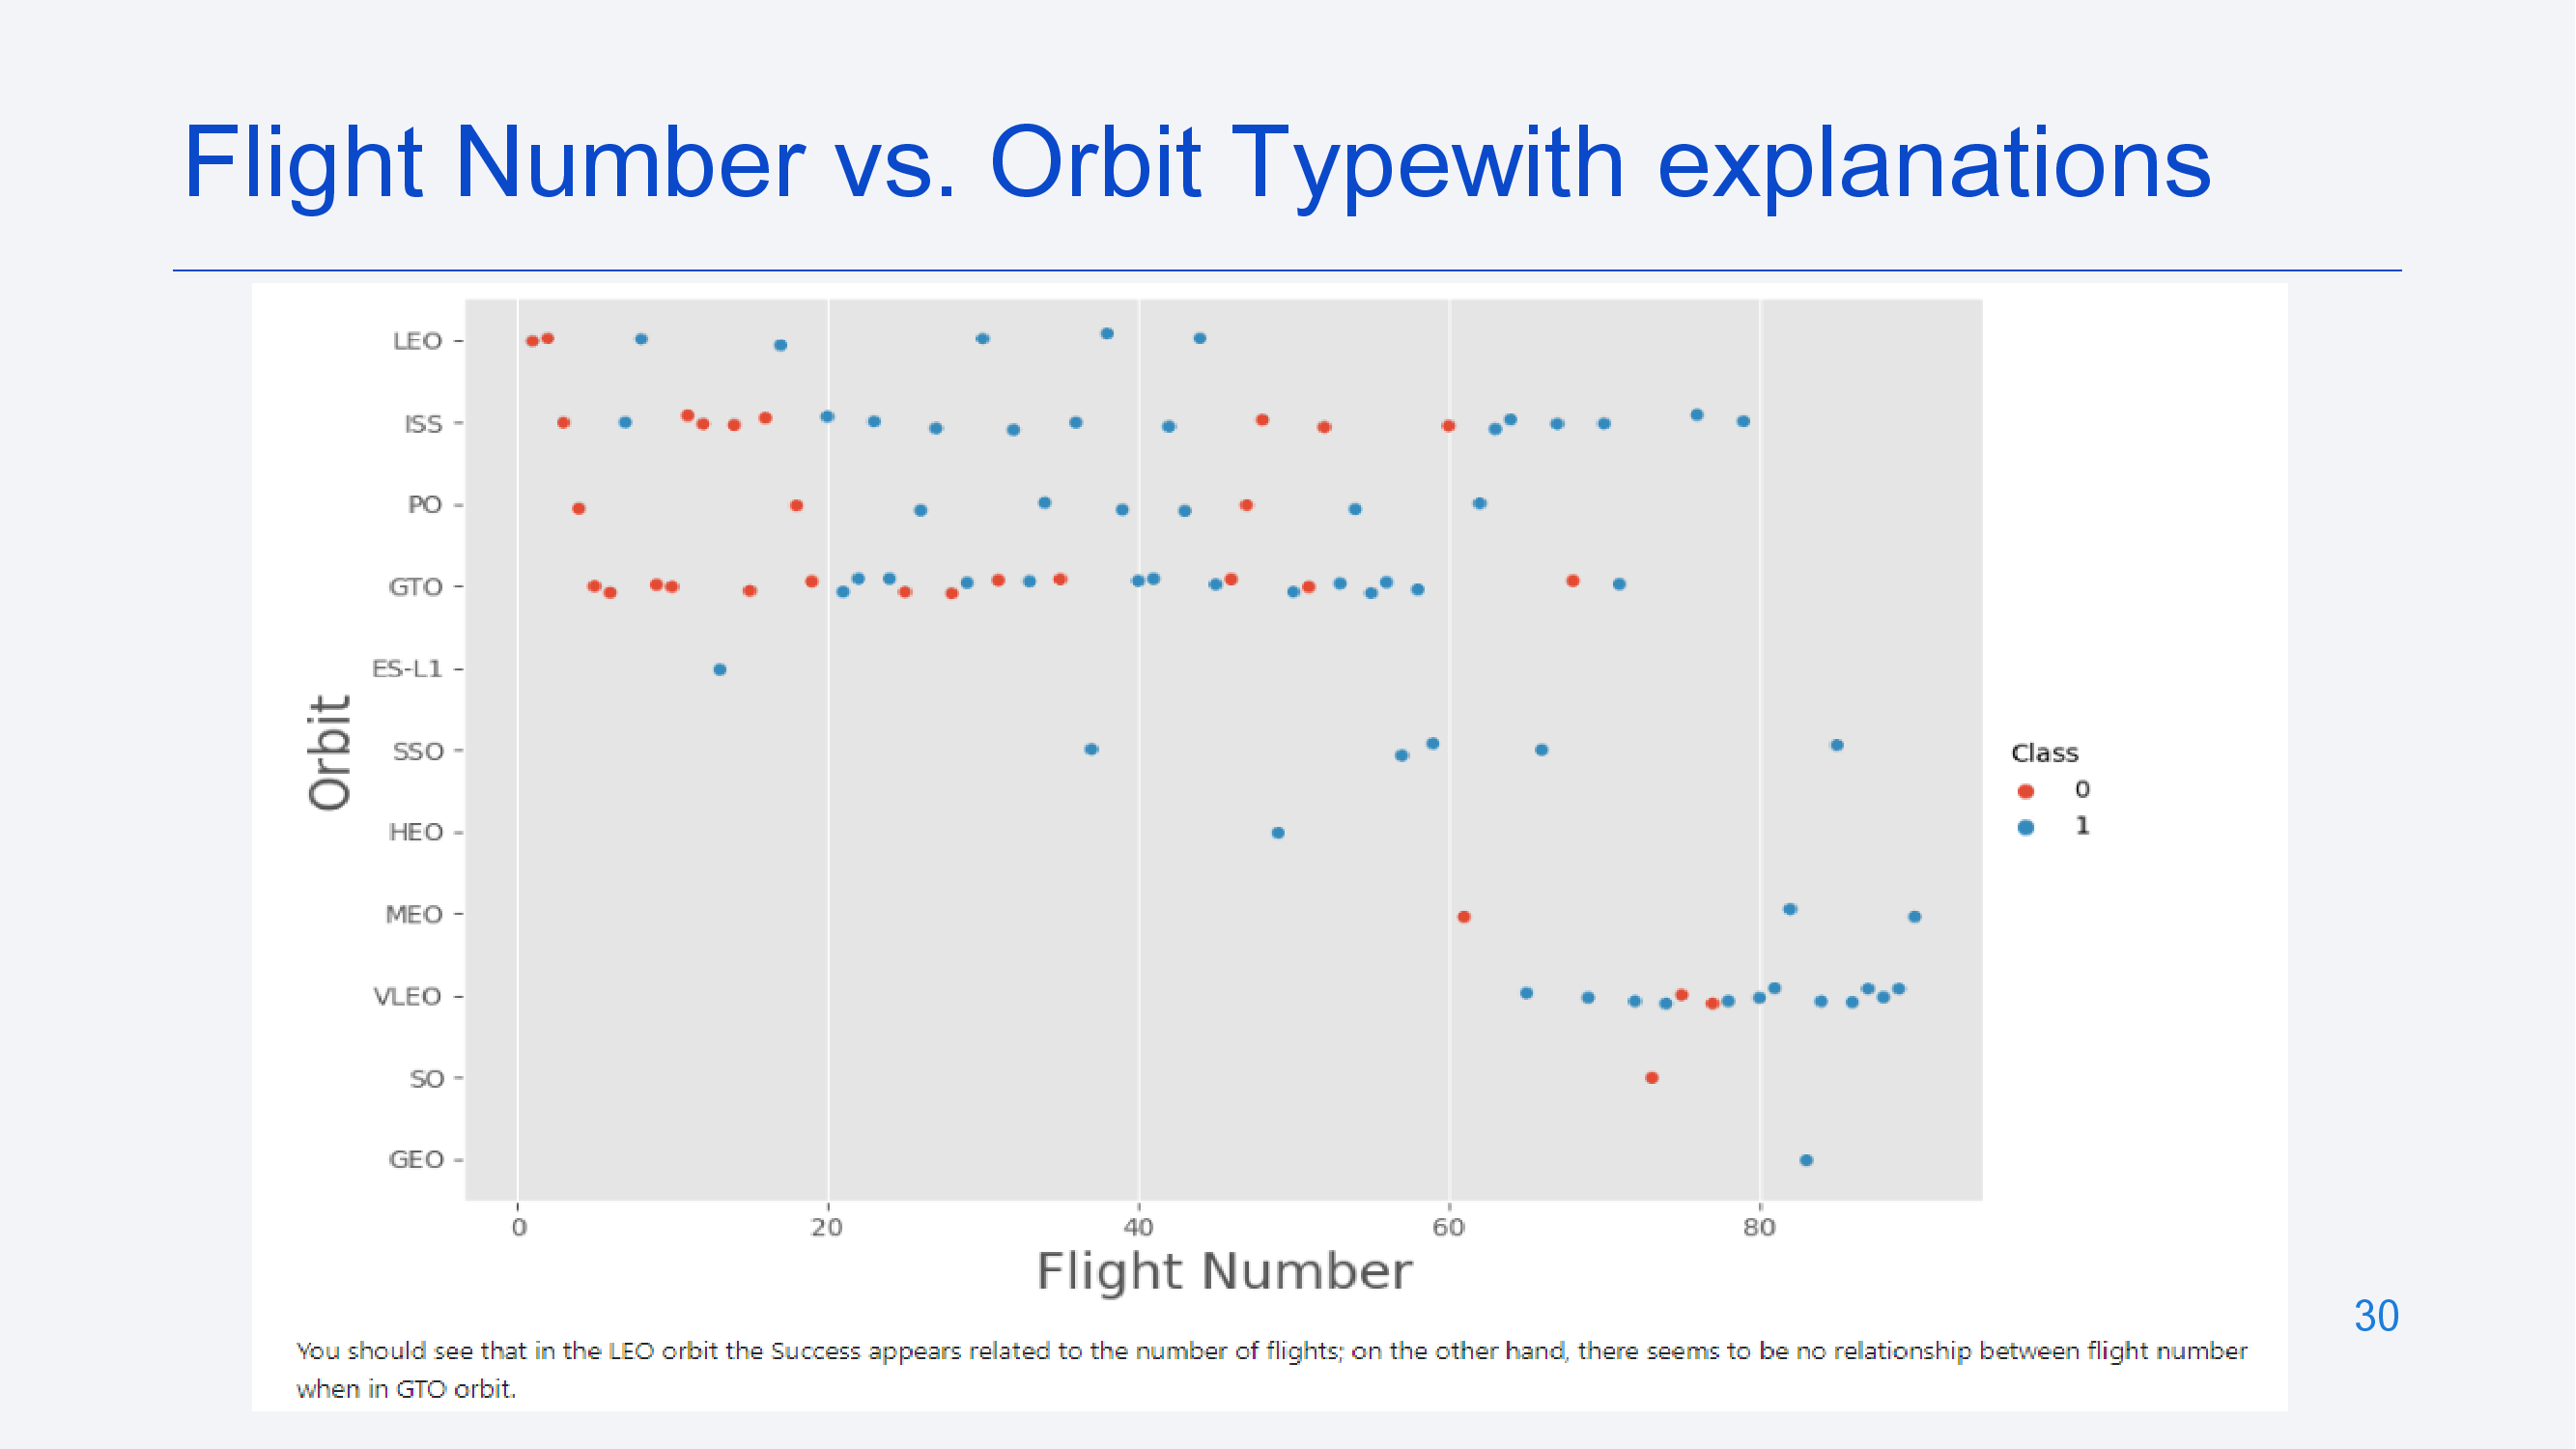 Flight Number vs. Orbit Typewith explanations
LEO
ISS
PO
GTO
ES-L1
SSO
HEO
MEO
VLEO
SO
GEO
Orbit
0 20 40 60 80
Flight Number
Class
0
1
You should see that in the LEO orbit the Success appears related to the number of flights; on the other hand, there seems to be no relationship between flight number
when in GTO orbit.
30